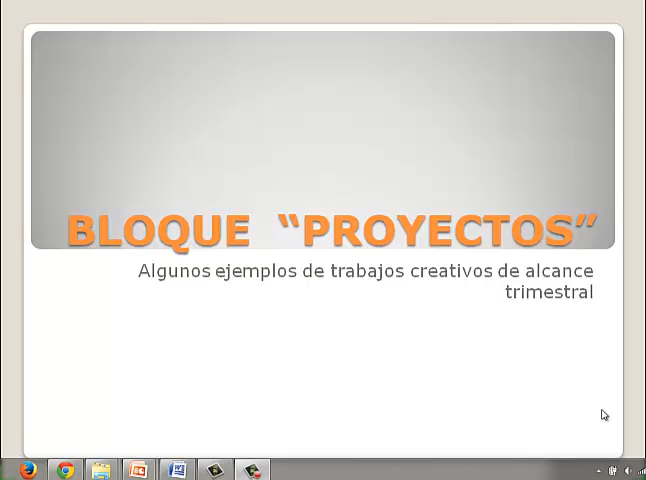 BLOQUE “PROYECTOS”
Algunos ejemplos de trabajos creativos de alcance
trimestral